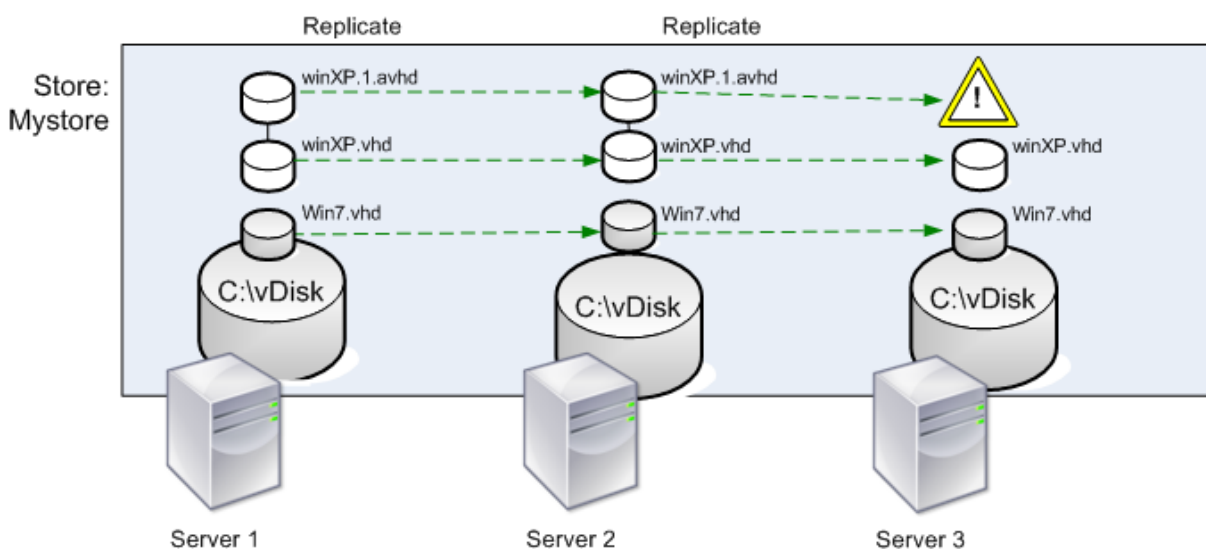 Replicate
Replicate
Store:
Mystore
winXP.1.avhd
winXP.1.avhd
!
winXP.vhd
winXP.vhd
winXP.vhd
Win7.vhd
Win7.vhd
Win7.vhd
C:\vDisk
C:\vDisk
C:\vDisk
Server 1
Server 2
Server 3